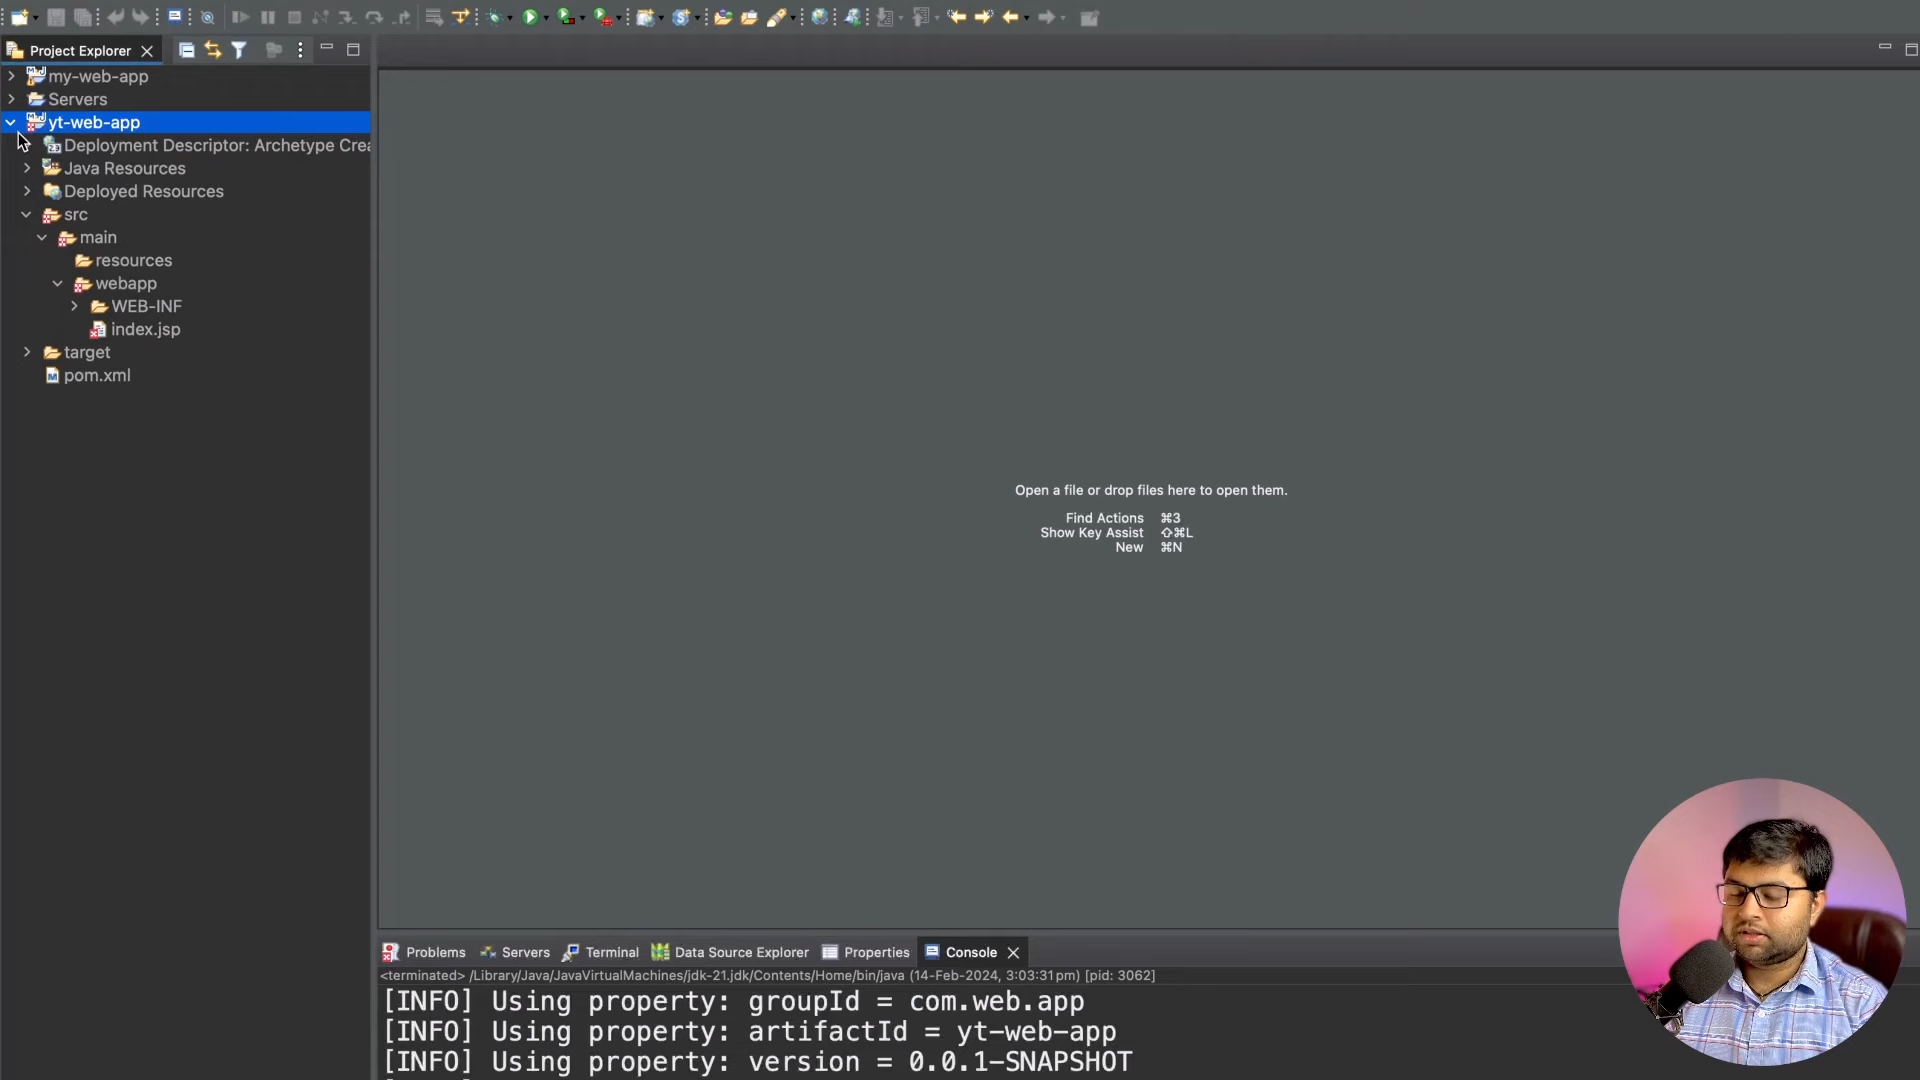 Project Explorer
my-web-app
Servers
yt-web-app
Deployment Descriptor: Archetype Crea
Java Resources
Deployed Resources
src
main
resources
webapp
WEB-INF
index.jsp
target
pom.xml
Open a file or drop files here to open them.
Find Actions ⌘3
Show Key Assist ⇧⌘L
New ⌘N
Problems Servers Terminal Data Source Explorer Properties Console
<terminated> /Library/Java/JavaVirtualMachines/jdk-21.jdk/Contents/Home/bin/java (14-Feb-2024, 3:03:31 pm) [pid: 3062]
[INFO] Using property: groupId = com.web.app
[INFO] Using property: artifactId = yt-web-app
[INFO] Using property: version = 0.0.1-SNAPSHOT